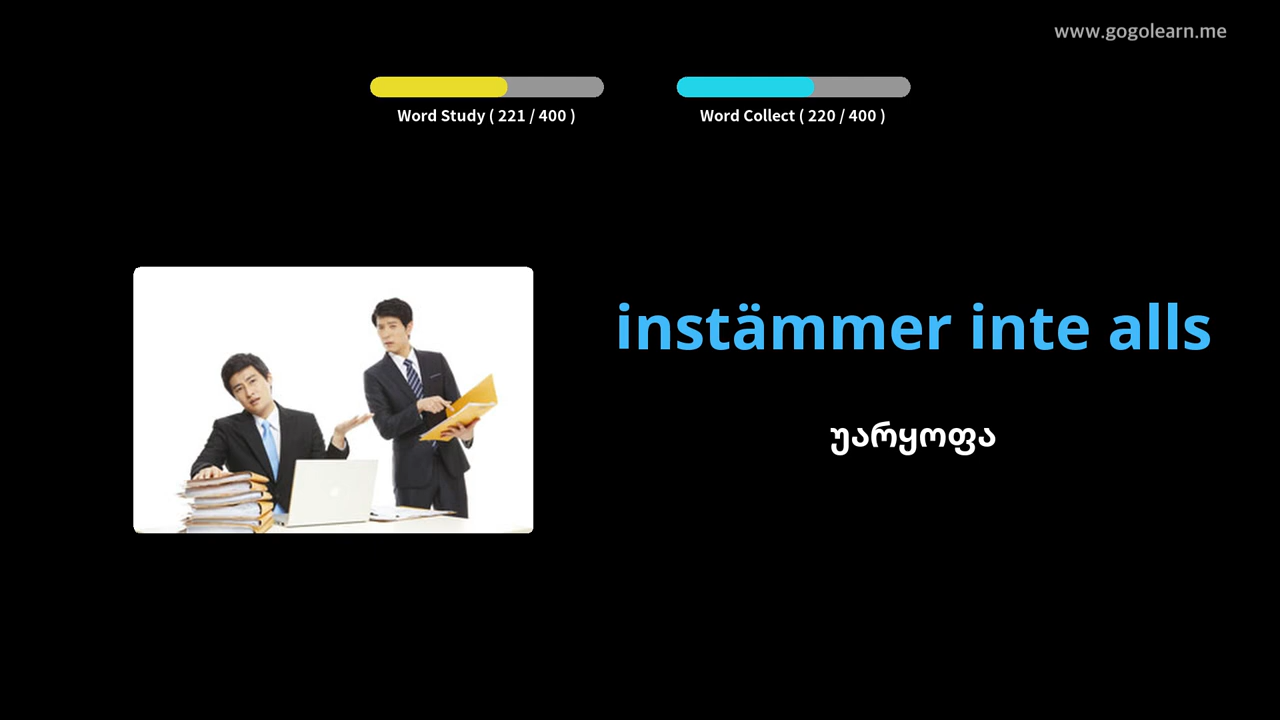 www.gogolearn.me
Word Study ( 221 / 400 )
Word Collect ( 220 / 400 )
instämmer inte alls
უარყოფა